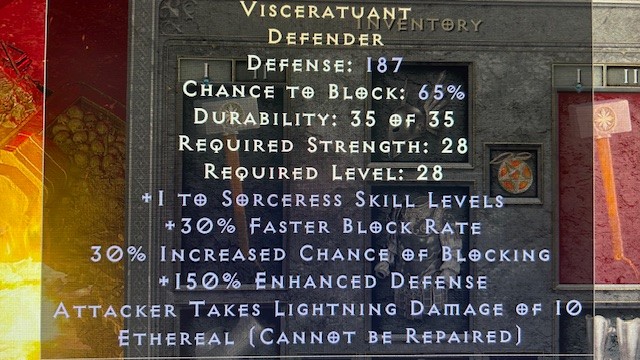 Visceratuant
Inventory
Defender
Defense: 187
Chance to Block: 65%
Durability: 35 of 35
Required Strength: 28
Required Level: 28
+1 to Sorceress Skill Levels
+30% Faster Block Rate
30% Increased Chance of Blocking
+150% Enhanced Defense
Attacker Takes Lightning Damage of 10
Ethereal (Cannot be Repaired)
I
II
I
II